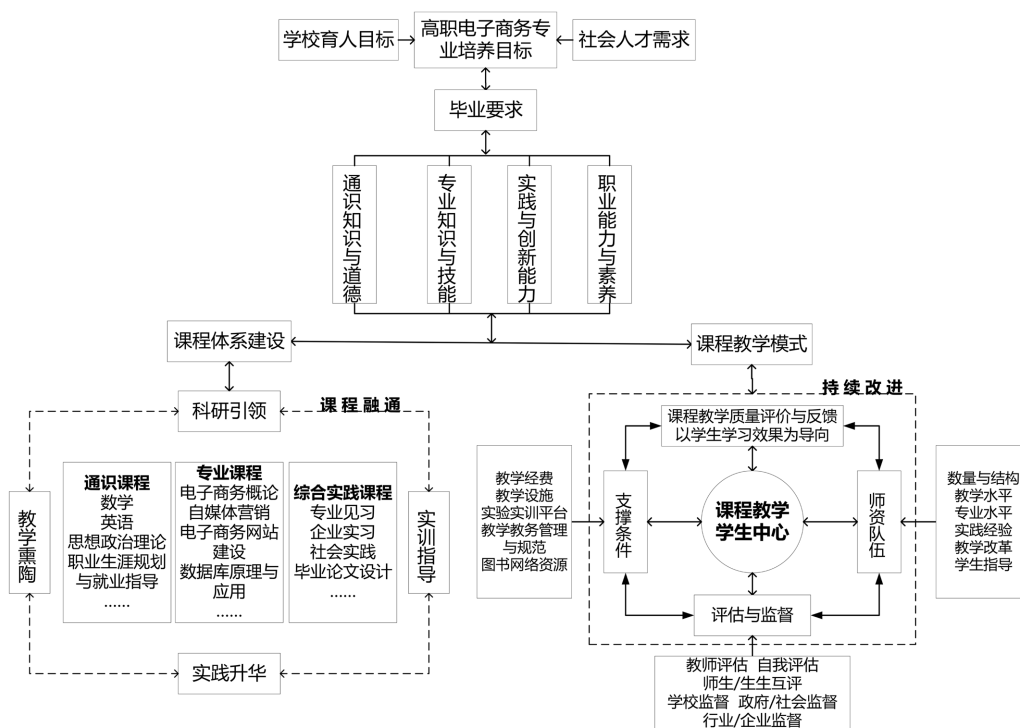 学校育人目标
高职电子商务专
业培养目标
社会人才需求
毕业要求
通识知识与道德
专业知识与技能
实践与创新能力
职业能力与素养
课程体系建设
课程教学模式
科研引领
课程融通
教学熏陶
通识课程
数学
英语
思想政治理论
职业生涯规划
与就业指导
......
专业课程
电子商务概论
自媒体营销
电子商务网站
建设
数据库原理与
应用
......
综合实践课程
专业见习
企业实习
社会实践
毕业论文设计
......
实训指导
实践升华
持续改进
课程教学质量评价与反馈
以学生学习效果为导向
教学经费
教学设施
实验实训平台
教学教务管理
与规范
图书网络资源
支撑条件
课程教学
学生中心
师资队伍
数量与结构
教学水平
专业水平
实践经验
教学改革
学生指导
评估与监督
教师评估 自我评估
师生/生生互评
学校监督 政府/社会监督
行业/企业监督